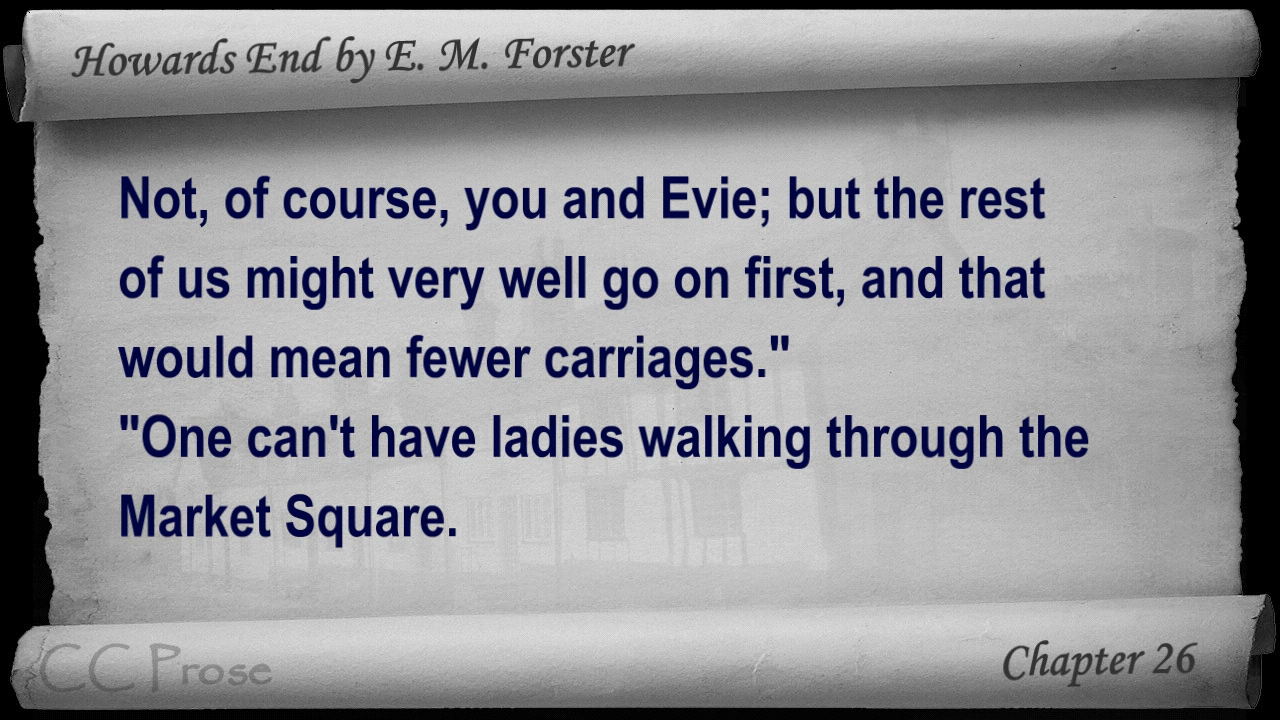 Howards End by E. M. Forster
Not, of course, you and Evie; but the rest
of us might very well go on first, and that
would mean fewer carriages."
"One can't have ladies walking through the
Market Square.
CC Prose
Chapter 26